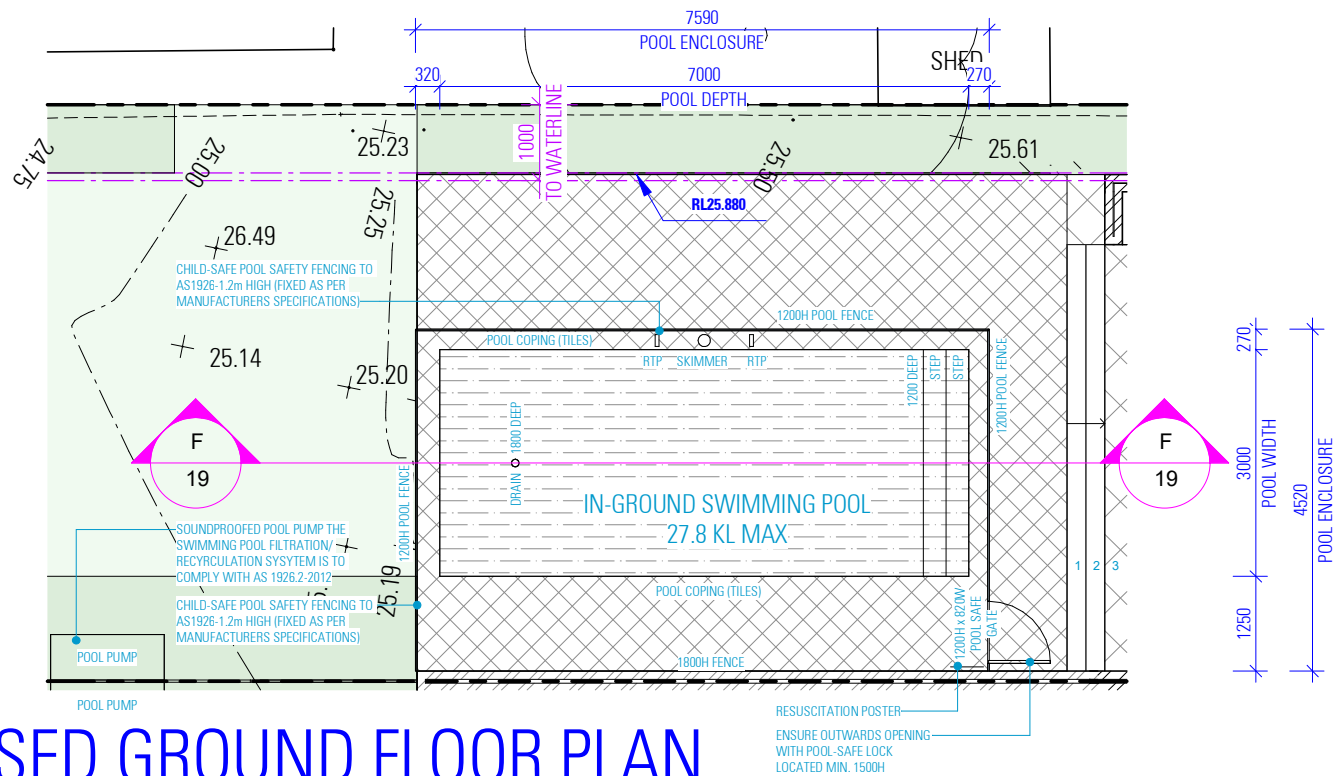 7590
POOL ENCLOSURE
320
7000
270
POOL DEPTH
SHED
1000
TO WATERLINE
24.75
25.00
25.23
25.50
25.61
25.25
RL25.880
26.49
CHILD-SAFE POOL SAFETY FENCING TO
AS1926-1.2m HIGH (FIXED AS PER
MANUFACTURERS SPECIFICATIONS)
1200H POOL FENCE
POOL COPING (TILES)
RTP
SKIMMER
RTP
1200 DEEP
STEP
STEP
1200H POOL FENCE
25.14
25.20
270
3000
POOL WIDTH
4520
POOL ENCLOSURE
1250
F
19
F
19
1800 DEEP
DRAIN
1200H POOL FENCE
IN-GROUND SWIMMING POOL
27.8 KL MAX
SOUNDPROOFED POOL PUMP THE
SWIMMING POOL FILTRATION/
RECYRCULATION SYSYTEM IS TO
COMPLY WITH AS 1926.2-2012
25.19
1 2 3
CHILD-SAFE POOL SAFETY FENCING TO
AS1926-1.2m HIGH (FIXED AS PER
MANUFACTURERS SPECIFICATIONS)
POOL COPING (TILES)
1200H x 820W
POOL SAFE
GATE
POOL PUMP
1800H FENCE
POOL PUMP
RESUSCITATION POSTER
ENSURE OUTWARDS OPENING
WITH POOL-SAFE LOCK
LOCATED MIN. 1500H
SED GROUND FLOOR PLAN